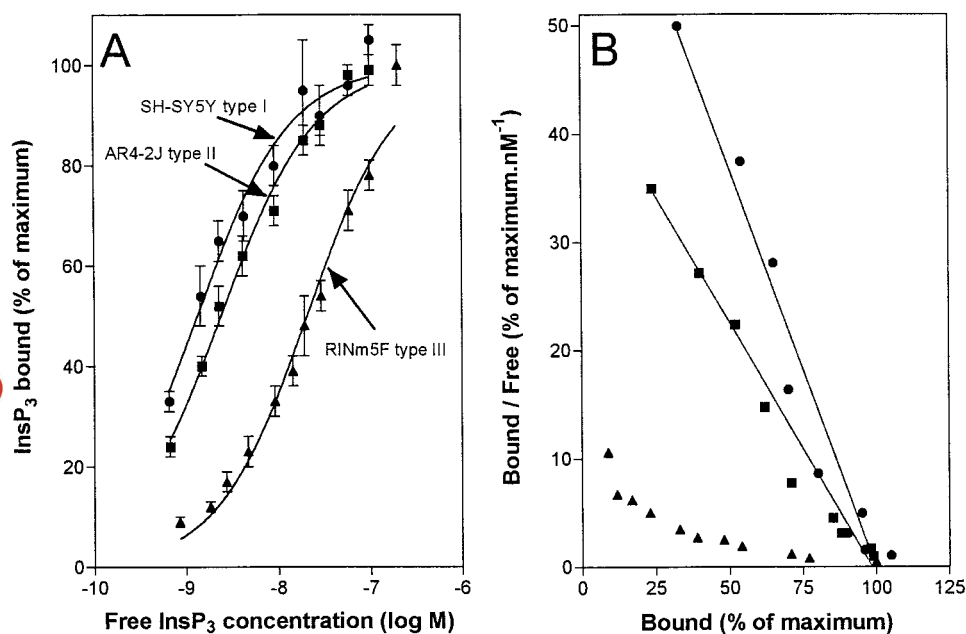 A
B
InsP3 bound (% of maximum)
100
80
60
40
20
0
SH-SY5Y type I
AR4-2J type II
RINm5F type III
-10
-9
-8
-7
-6
Free InsP3 concentration (log M)
Bound / Free (% of maximum.nM-1)
50
40
30
20
10
0
0
25
50
75
100
125
Bound (% of maximum)